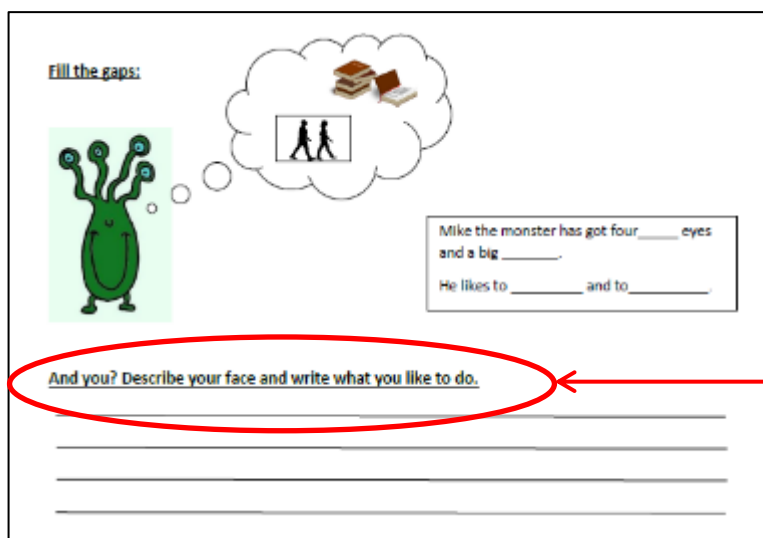 Fill the gaps:
Mike the monster has got four_____ eyes
and a big _______.
He likes to _________ and to__________.
And you? Describe your face and write what you like to do.